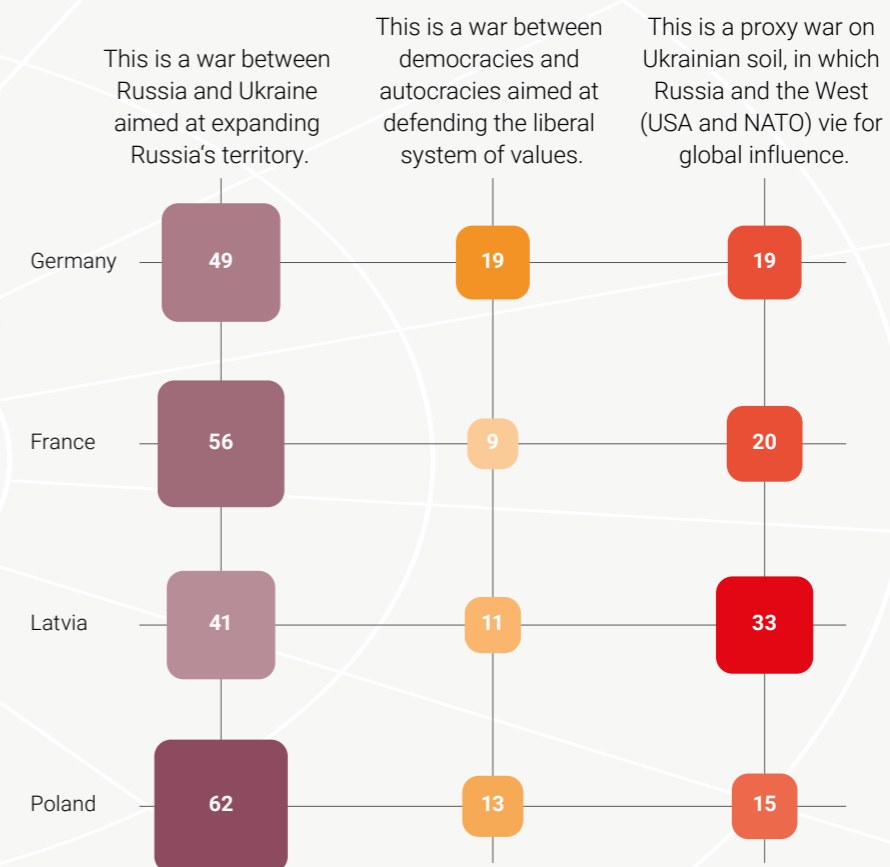 This is a war between
Russia and Ukraine
aimed at expanding
Russia‘s territory.
This is a war between
democracies and
autocracies aimed at
defending the liberal
system of values.
This is a proxy war on
Ukrainian soil, in which
Russia and the West
(USA and NATO) vie for
global influence.
Germany 49 19 19
France 56 9 20
Latvia 41 11 33
Poland 62 13 15